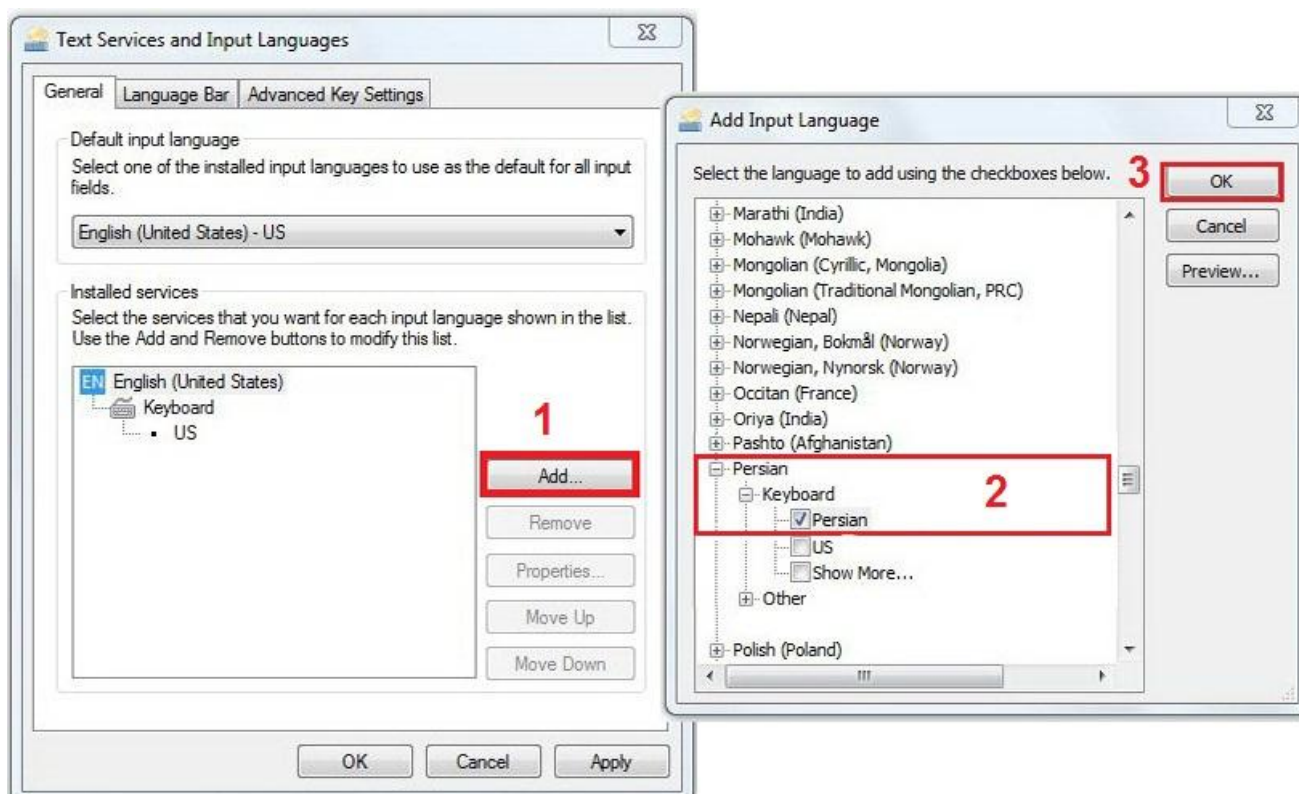 Text Services and Input Languages
General
Language Bar
Advanced Key Settings
Default input language
Select one of the installed input languages to use as the default for all input
fields.
English (United States) - US
Installed services
Select the services that you want for each input language shown in the list.
Use the Add and Remove buttons to modify this list.
EN English (United States)
Keyboard
US
1
Add...
Remove
Properties...
Move Up
Move Down
OK
Cancel
Apply
Add Input Language
Select the language to add using the checkboxes below.
3
OK
Cancel
Preview...
Marathi (India)
Mohawk (Mohawk)
Mongolian (Cyrillic, Mongolia)
Mongolian (Traditional Mongolian, PRC)
Nepali (Nepal)
Norwegian, Bokmål (Norway)
Norwegian, Nynorsk (Norway)
Occitan (France)
Oriya (India)
Pashto (Afghanistan)
Persian
Keyboard
2
Persian
US
Show More...
Other
Polish (Poland)